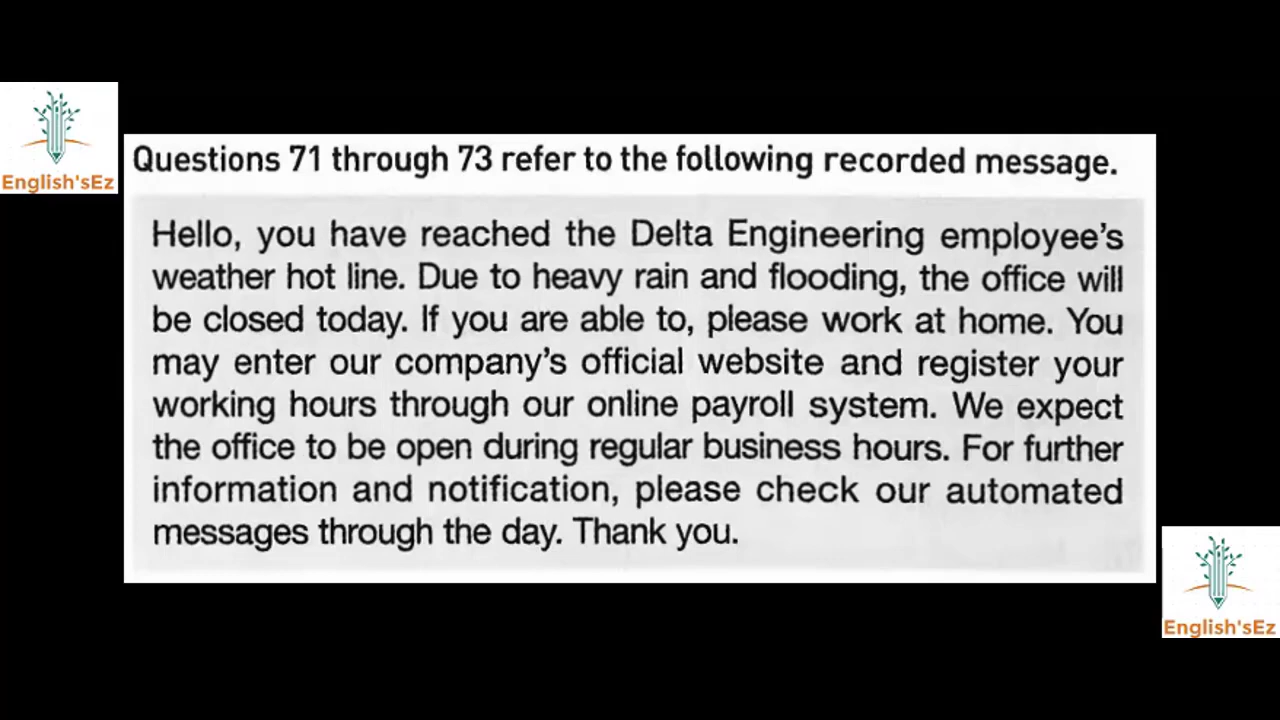 English'sEz
Questions 71 through 73 refer to the following recorded message.
Hello, you have reached the Delta Engineering employee’s
weather hot line. Due to heavy rain and flooding, the office will
be closed today. If you are able to, please work at home. You
may enter our company’s official website and register your
working hours through our online payroll system. We expect
the office to be open during regular business hours. For further
information and notification, please check our automated
messages through the day. Thank you.
English'sEz